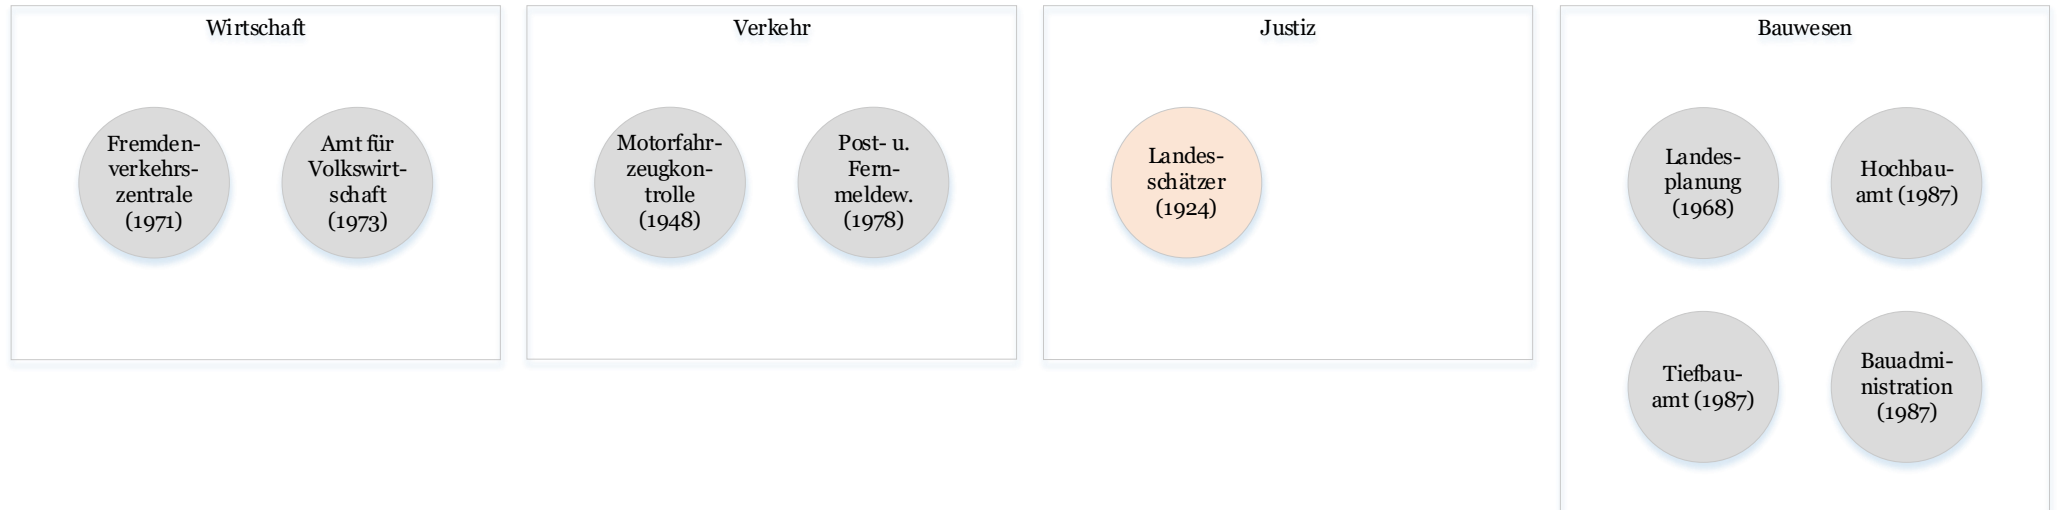 Wirtschaft
Fremden-
verkehrs-
zentrale
(1971)
Amt für
Volkswirt-
schaft
(1973)
Verkehr
Motorfahr-
zeugkon-
trolle
(1948)
Post- u.
Fern-
meldew.
(1978)
Justiz
Landes-
schätzer
(1924)
Bauwesen
Landes-
planung
(1968)
Hochbau-
amt (1987)
Tiefbau-
amt (1987)
Bauadmi-
nistration
(1987)